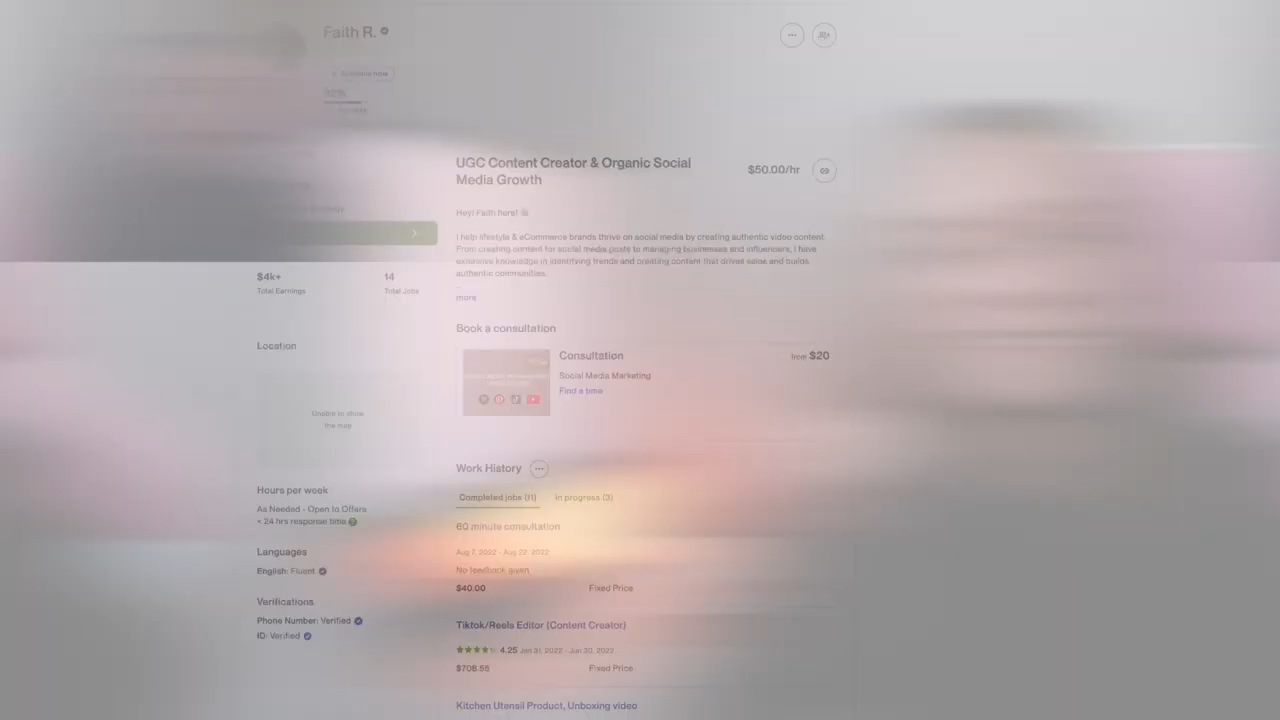 Faith R.
UGC Content Creator & Organic Social
Media Growth
$50.00/hr
Hey! Faith here!
I help lifestyle & eCommerce brands thrive on social media by creating authentic video content.
From creating content for social media posts to managing businesses and influencers, I have
extensive knowledge in identifying trends and creating content that drives sales and builds
authentic communities.
more
$4k+
Total Earnings
14
Total Jobs
Location
Unable to show
the map
Book a consultation
Consultation
from $20
Social Media Marketing
Find a time
Work History
Completed jobs (11)
In progress (3)
60 minute consultation
Aug 7, 2022 - Aug 22, 2022
No feedback given
$40.00
Fixed Price
Hours per week
As Needed - Open to Offers
< 24 hrs response time
Languages
English: Fluent
Verifications
Phone Number: Verified
ID: Verified
Tiktok/Reels Editor (Content Creator)
4.25 Jan 31, 2022 - Jun 30, 2022
$708.55
Fixed Price
Kitchen Utensil Product, Unboxing video